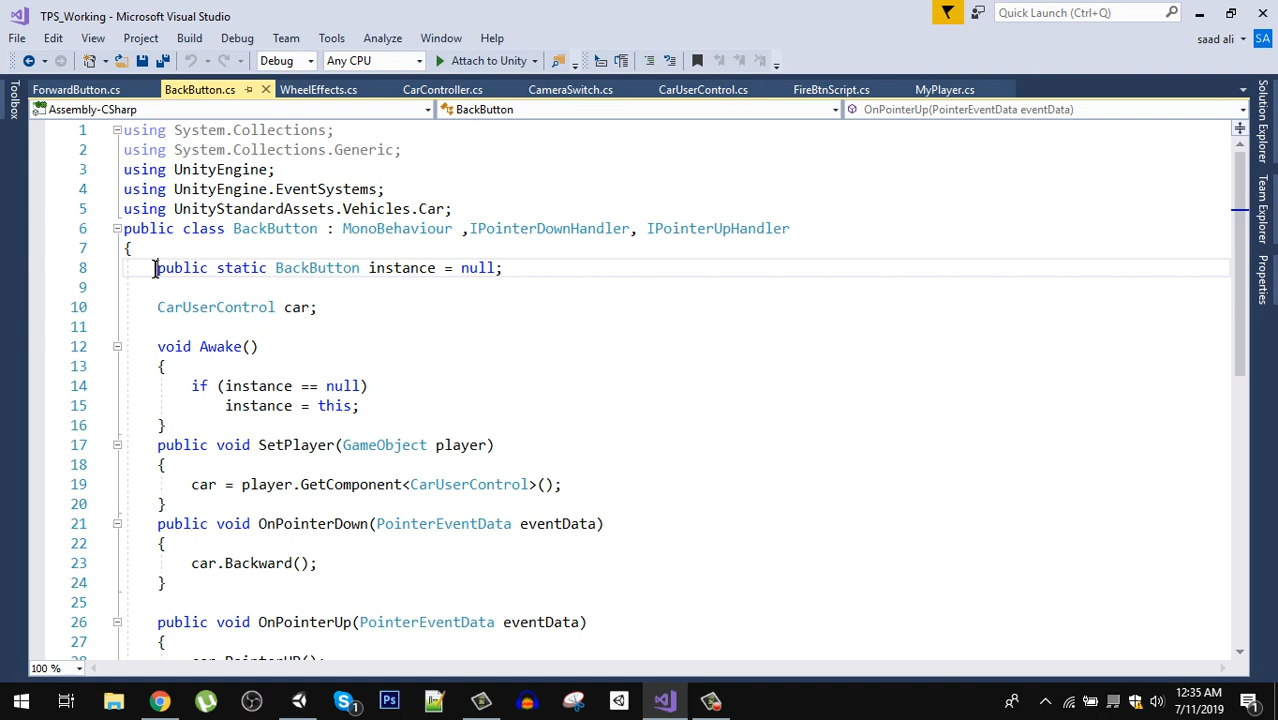 TPS_Working - Microsoft Visual Studio
Quick Launch (Ctrl+Q)
File Edit View Project Build Debug Team Tools Analyze Window Help
saad ali SA
Debug Any CPU Attach to Unity
ForwardButton.cs BackButton.cs WheelEffects.cs CarController.cs CameraSwitch.cs CarUserControl.cs FireBtnScript.cs MyPlayer.cs
Assembly-CSharp BackButton OnPointerUp(PointerEventData eventData)
Toolbox
Solution Explorer
Team Explorer
Properties
1 using System.Collections;
2 using System.Collections.Generic;
3 using UnityEngine;
4 using UnityEngine.EventSystems;
5 using UnityStandardAssets.Vehicles.Car;
6 public class BackButton : MonoBehaviour ,IPointerDownHandler, IPointerUpHandler
7 {
8 public static BackButton instance = null;
9
10 CarUserControl car;
11
12 void Awake()
13 {
14 if (instance == null)
15 instance = this;
16 }
17 public void SetPlayer(GameObject player)
18 {
19 car = player.GetComponent<CarUserControl>();
20 }
21 public void OnPointerDown(PointerEventData eventData)
22 {
23 car.Backward();
24 }
25
26 public void OnPointerUp(PointerEventData eventData)
27 {
28 car.PointerUP();
100 %
Ps
1
12:35 AM
7/11/2019
1